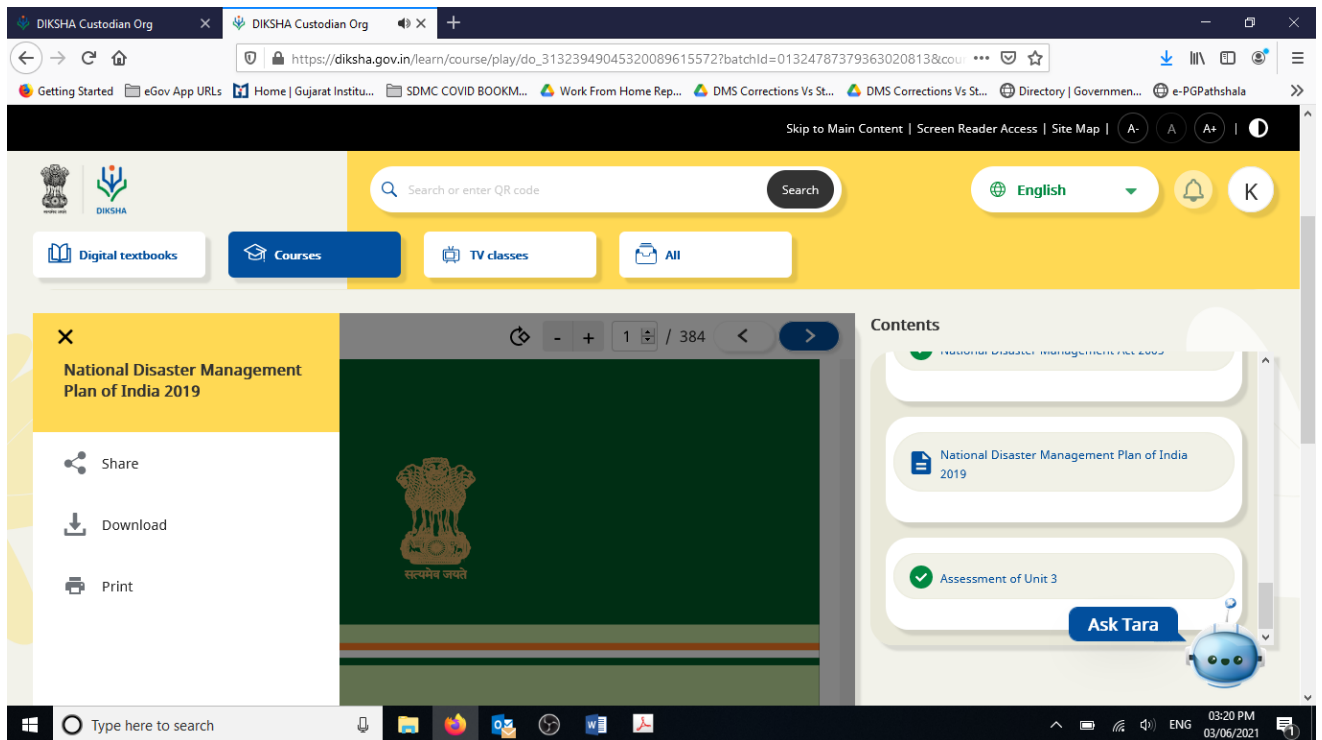 DIKSHA Custodian Org
DIKSHA Custodian Org
https://diksha.gov.in/learn/course/play/do_31323949045320089615572?batchId=01324787379363020813&cou
Getting Started eGov App URLs Home | Gujarat Institu... SDMC COVID BOOKM... Work From Home Rep... DMS Corrections Vs St... DMS Corrections Vs St... Directory | Governmen... e-PGPathshala
Skip to Main Content | Screen Reader Access | Site Map | A- A A+ |
DIKSHA
Search or enter QR code
Search
English
K
Digital textbooks
Courses
TV classes
All
National Disaster Management
Plan of India 2019
Share
Download
Print
- + 1 / 384 < >
सत्यमेव जयते
Contents
National Disaster Management Act 2005
National Disaster Management Plan of India
2019
Assessment of Unit 3
Ask Tara
Type here to search
ENG
03:20 PM
03/06/2021
1